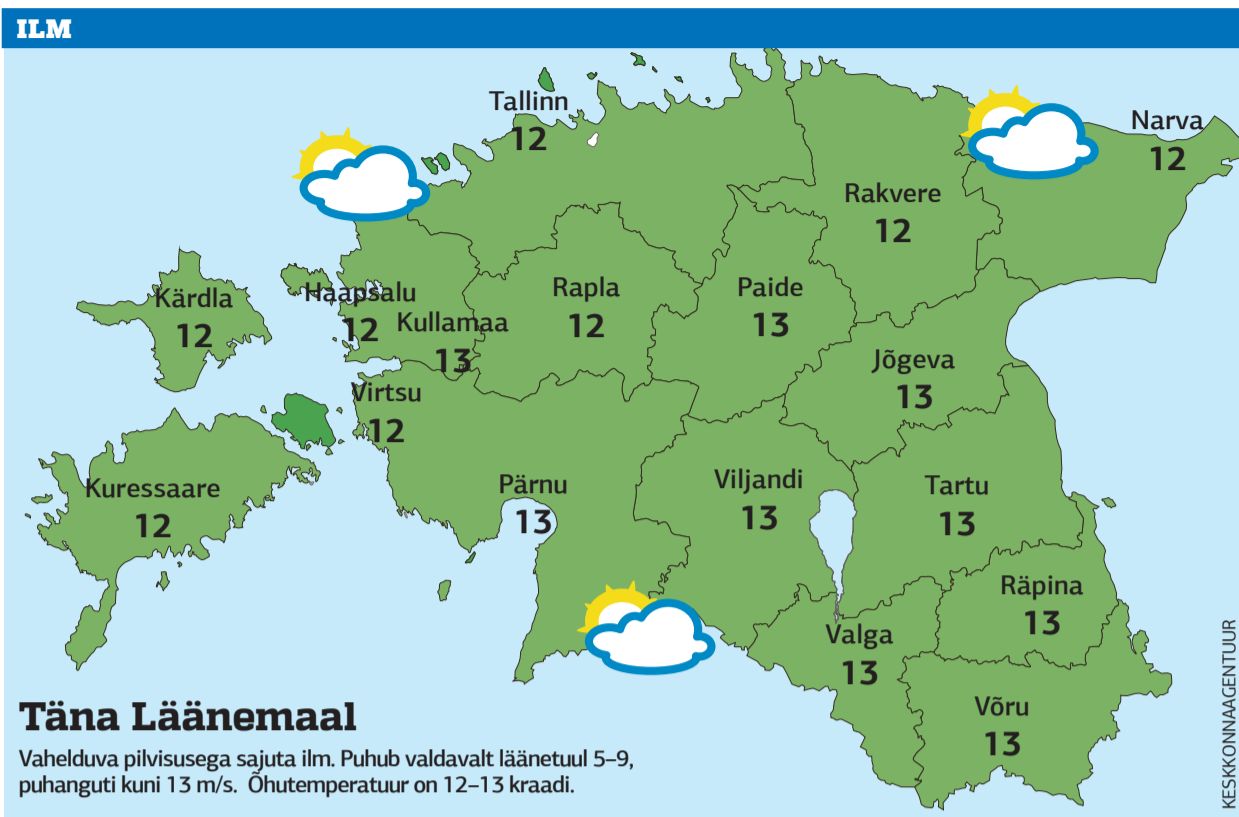 ILM
Tallinn
12
Narva
12
Rakvere
12
Kärdla
12
Haapsalu
12
Kullamaa
13
Rapla
12
Paide
13
Jõgeva
13
Virtsu
12
Kuressaare
12
Pärnu
13
Viljandi
13
Tartu
13
Räpina
13
Valga
13
Võru
13
Täna Läänemaal
Vahelduva pilvisusega sajuta ilm. Puhub valdavalt läänetuul 5–9,
puhanguti kuni 13 m/s. Õhutemperatuur on 12–13 kraadi.
KESKKONNAAGENTUUR